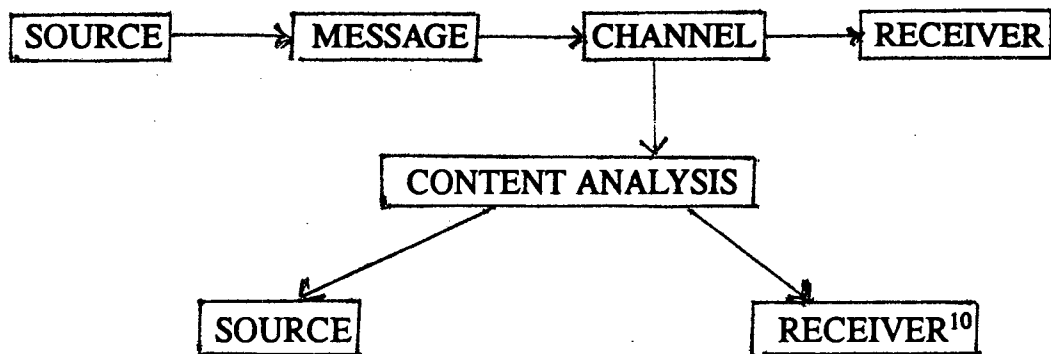 SOURCE MESSAGE CHANNEL RECEIVER
CONTENT ANALYSIS
SOURCE RECEIVER¹⁰